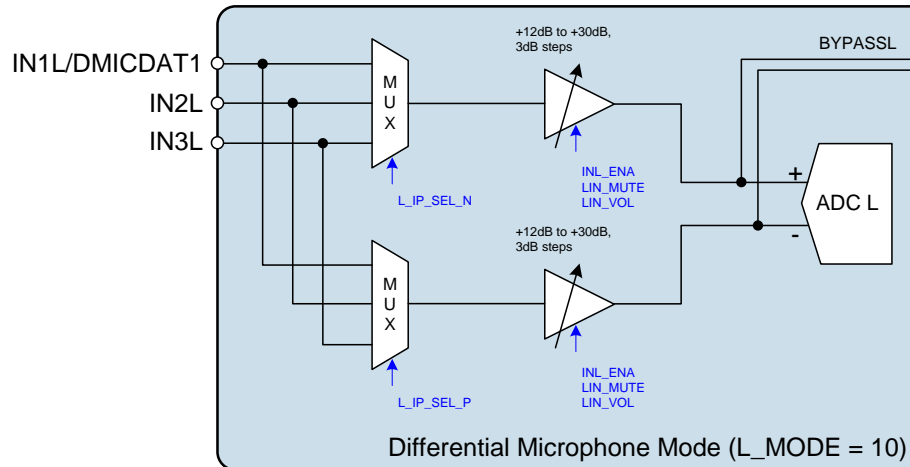 +12dB to +30dB,
3dB steps
BYPASSL
IN1L/DMICDAT1
IN2L
IN3L
M
U
X
L_IP_SEL_N
INL_ENA
LIN_MUTE
LIN_VOL
+
ADC L
-
+12dB to +30dB,
3dB steps
M
U
X
L_IP_SEL_P
INL_ENA
LIN_MUTE
LIN_VOL
Differential Microphone Mode (L_MODE = 10)